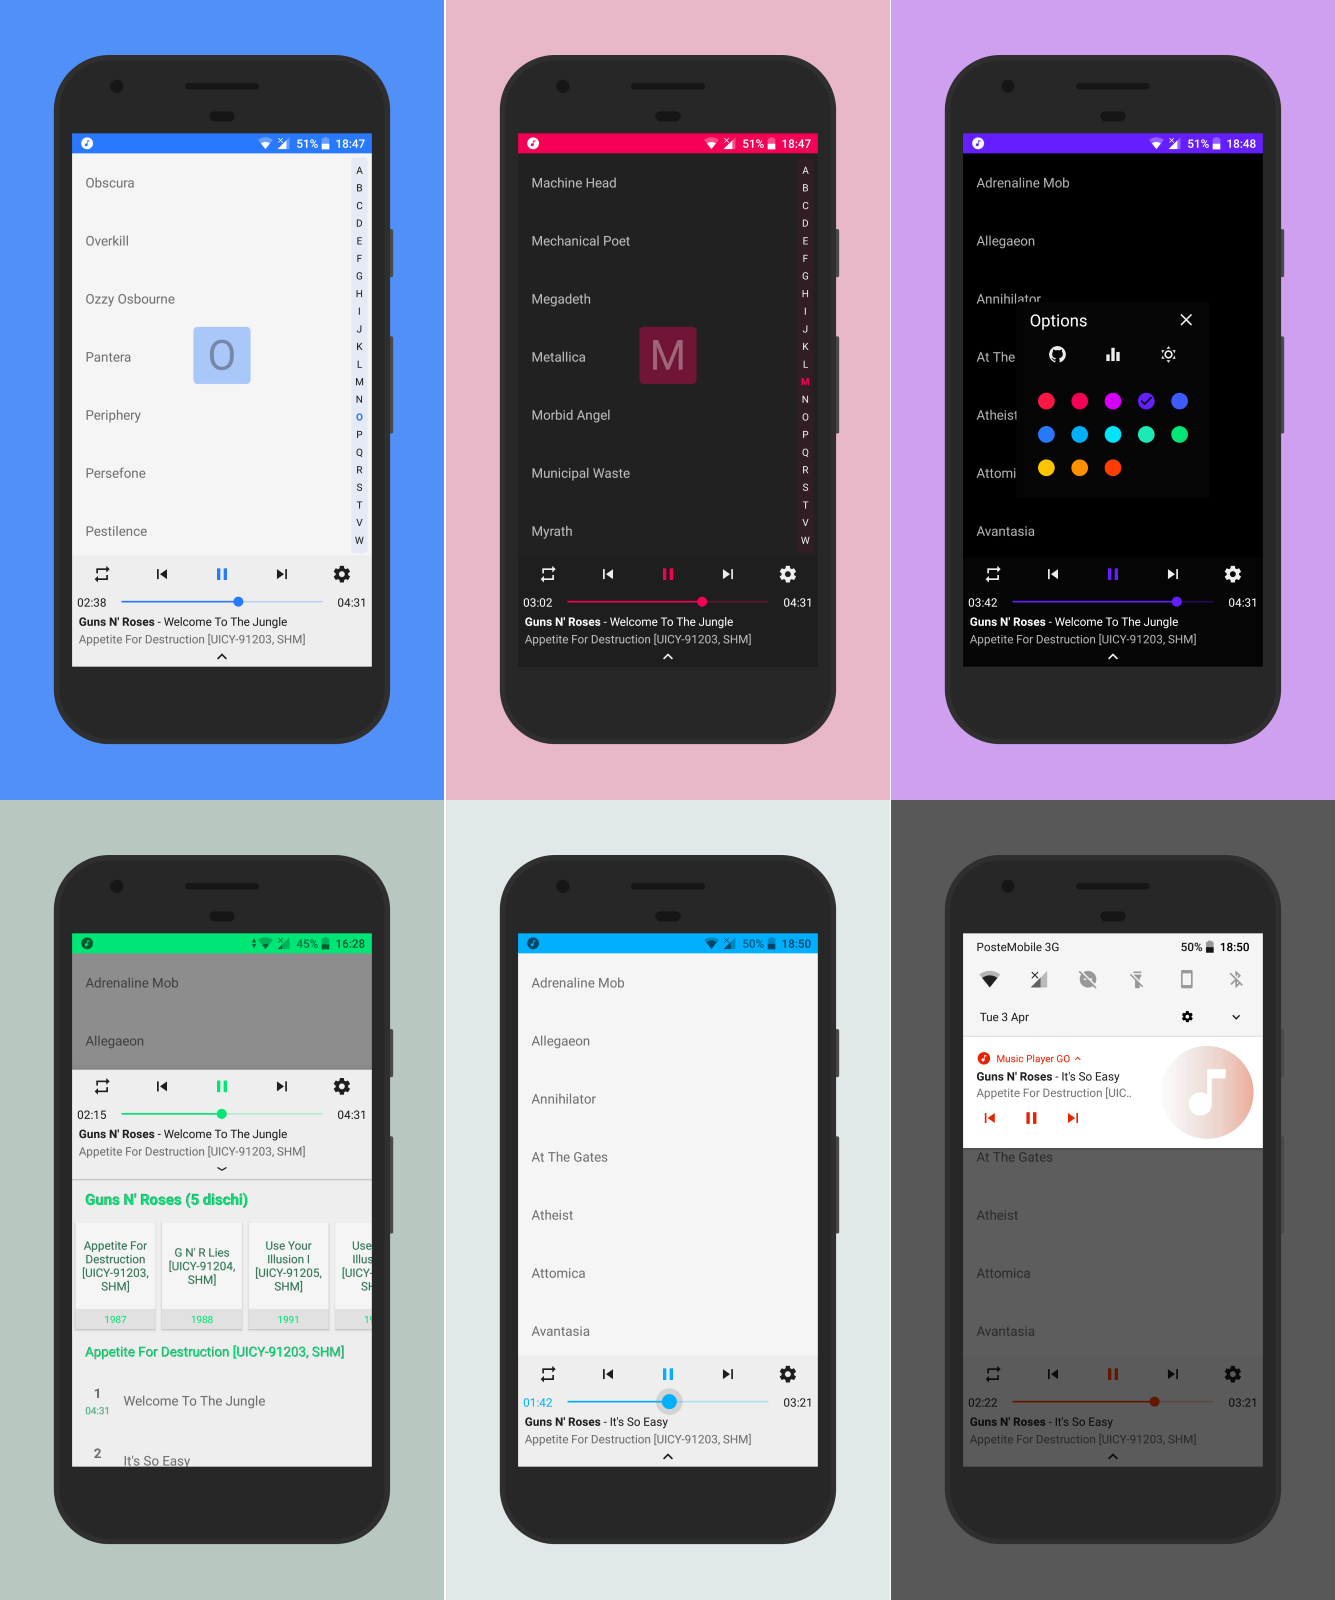 51% 18:47
Obscura
Overkill
Ozzy Osbourne
Pantera
Periphery
Persefone
Pestilence
O
A
B
C
D
E
F
G
H
I
J
K
L
M
N
O
P
Q
R
S
T
V
W
02:38
04:31
Guns N' Roses - Welcome To The Jungle
Appetite For Destruction [UICY-91203, SHM]
51% 18:47
Machine Head
Mechanical Poet
Megadeth
Metallica
Morbid Angel
Municipal Waste
Myrath
M
A
B
C
D
E
F
G
H
I
J
K
L
M
N
O
P
Q
R
S
T
V
W
03:02
04:31
Guns N' Roses - Welcome To The Jungle
Appetite For Destruction [UICY-91203, SHM]
51% 18:48
Adrenaline Mob
Allegaeon
Annihilator
At The
Atheist
Attomi
Avantasia
Options
03:42
04:31
Guns N' Roses - Welcome To The Jungle
Appetite For Destruction [UICY-91203, SHM]
45% 16:28
Adrenaline Mob
Allegaeon
02:15
04:31
Guns N' Roses - Welcome To The Jungle
Appetite For Destruction [UICY-91203, SHM]
Guns N' Roses (5 dischi)
Appetite For
Destruction
[UICY-91203,
SHM]
1987
G N' R Lies
[UICY-91204,
SHM]
1988
Use Your
Illusion I
[UICY-91205,
SHM]
1991
Use
Illus
[UICY-
SH
19
Appetite For Destruction [UICY-91203, SHM]
1
04:31
Welcome To The Jungle
2
It's So Easy
50% 18:50
Adrenaline Mob
Allegaeon
Annihilator
At The Gates
Atheist
Attomica
Avantasia
01:42
03:21
Guns N' Roses - It's So Easy
Appetite For Destruction [UICY-91203, SHM]
PosteMobile 3G
50% 18:50
Tue 3 Apr
Music Player GO
Guns N' Roses - It's So Easy
Appetite For Destruction [UIC..
At The Gates
Atheist
Attomica
Avantasia
02:22
03:21
Guns N' Roses - It's So Easy
Appetite For Destruction [UICY-91203, SHM]